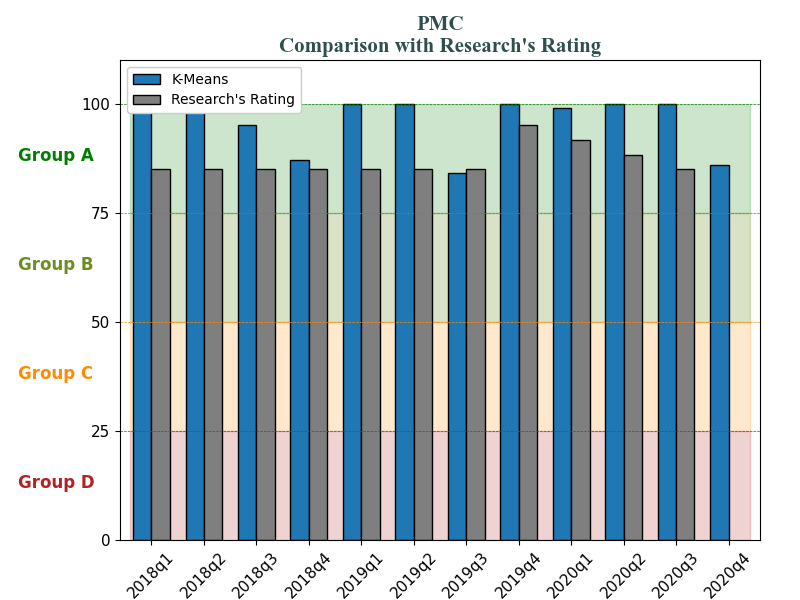 PMC
Comparison with Research's Rating
K-Means
Research's Rating
100
Group A
75
Group B
50
Group C
25
Group D
0
2018q1
2018q2
2018q3
2018q4
2019q1
2019q2
2019q3
2019q4
2020q1
2020q2
2020q3
2020q4